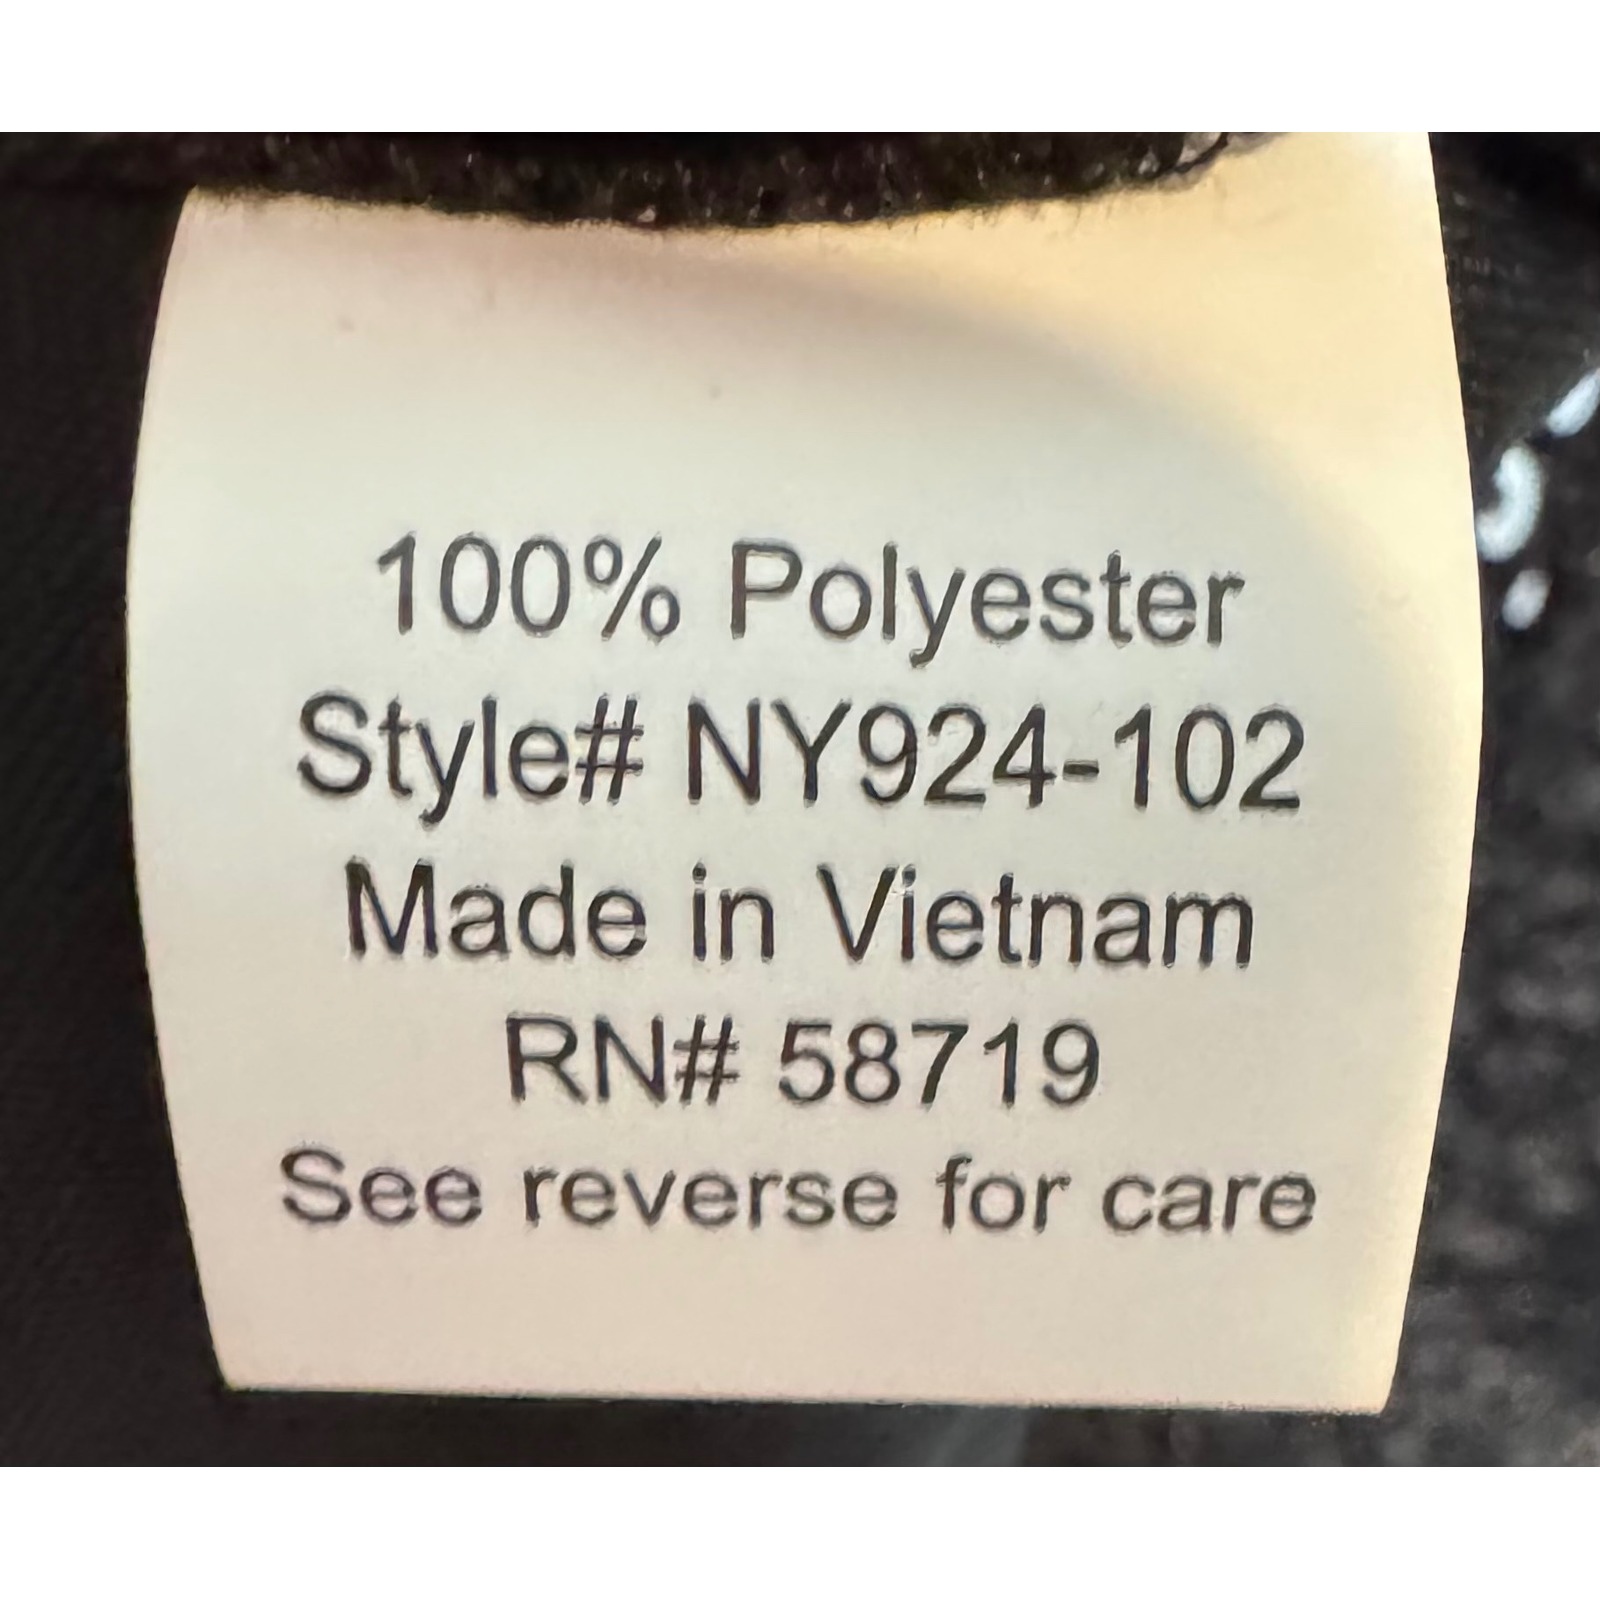 100% Polyester
Style# NY924-102
Made in Vietnam
RN# 58719
See reverse for care